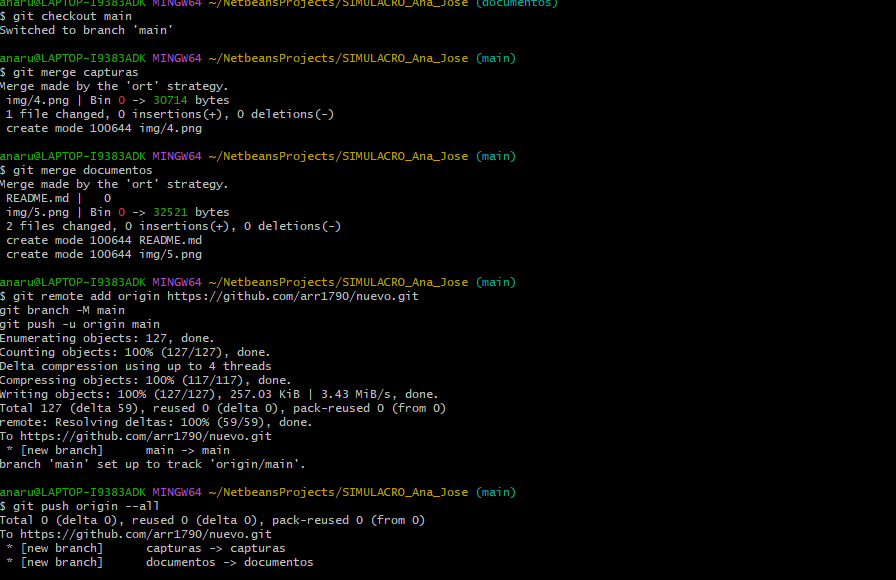 anaru@LAPTOP-I9383ADK MINGW64 ~/NetbeansProjects/SIMULACRO_Ana_Jose (documentos)
$ git checkout main
Switched to branch 'main'
anaru@LAPTOP-I9383ADK MINGW64 ~/NetbeansProjects/SIMULACRO_Ana_Jose (main)
$ git merge capturas
Merge made by the 'ort' strategy.
img/4.png | Bin 0 -> 30714 bytes
1 file changed, 0 insertions(+), 0 deletions(-)
create mode 100644 img/4.png
anaru@LAPTOP-I9383ADK MINGW64 ~/NetbeansProjects/SIMULACRO_Ana_Jose (main)
$ git merge documentos
Merge made by the 'ort' strategy.
README.md |   0
img/5.png | Bin 0 -> 32521 bytes
2 files changed, 0 insertions(+), 0 deletions(-)
create mode 100644 README.md
create mode 100644 img/5.png
anaru@LAPTOP-I9383ADK MINGW64 ~/NetbeansProjects/SIMULACRO_Ana_Jose (main)
$ git remote add origin https://github.com/arr1790/nuevo.git
git branch -M main
git push -u origin main
Enumerating objects: 127, done.
Counting objects: 100% (127/127), done.
Delta compression using up to 4 threads
Compressing objects: 100% (117/117), done.
Writing objects: 100% (127/127), 257.03 KiB | 3.43 MiB/s, done.
Total 127 (delta 59), reused 0 (delta 0), pack-reused 0 (from 0)
remote: Resolving deltas: 100% (59/59), done.
To https://github.com/arr1790/nuevo.git
* [new branch]      main -> main
branch 'main' set up to track 'origin/main'.
anaru@LAPTOP-I9383ADK MINGW64 ~/NetbeansProjects/SIMULACRO_Ana_Jose (main)
$ git push origin --all
Total 0 (delta 0), reused 0 (delta 0), pack-reused 0 (from 0)
To https://github.com/arr1790/nuevo.git
* [new branch]      capturas -> capturas
* [new branch]      documentos -> documentos